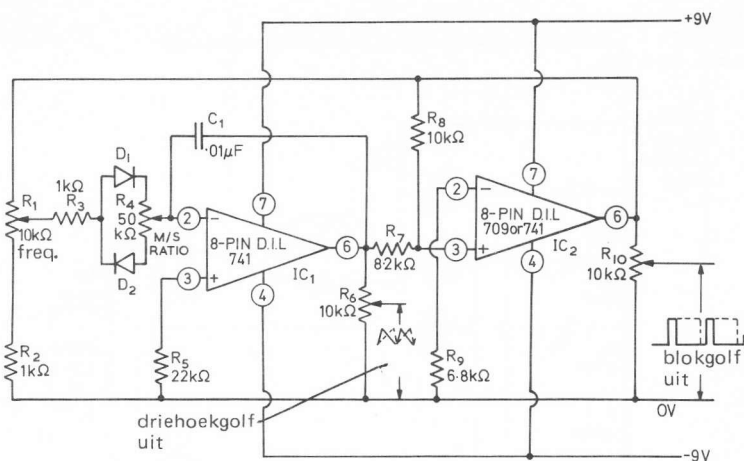 +9V
C₁
.01µF
R₈
10kΩ
D₁
1kΩ
R₃
R₁
10kΩ
freq.
R₄
50
kΩ
M/S
RATIO
D₂
2
−
7
8-PIN D.I.L
741
6
3
+
4
IC₁
R₇
8·2kΩ
2
−
7
8-PIN D.I.L
709or741
6
3
+
4
IC₂
R₆
10kΩ
R₁₀
10kΩ
R₂
1kΩ
R₅
22kΩ
R₉
6·8kΩ
blokgolf
uit
0V
driehoekgolf
uit
-9V